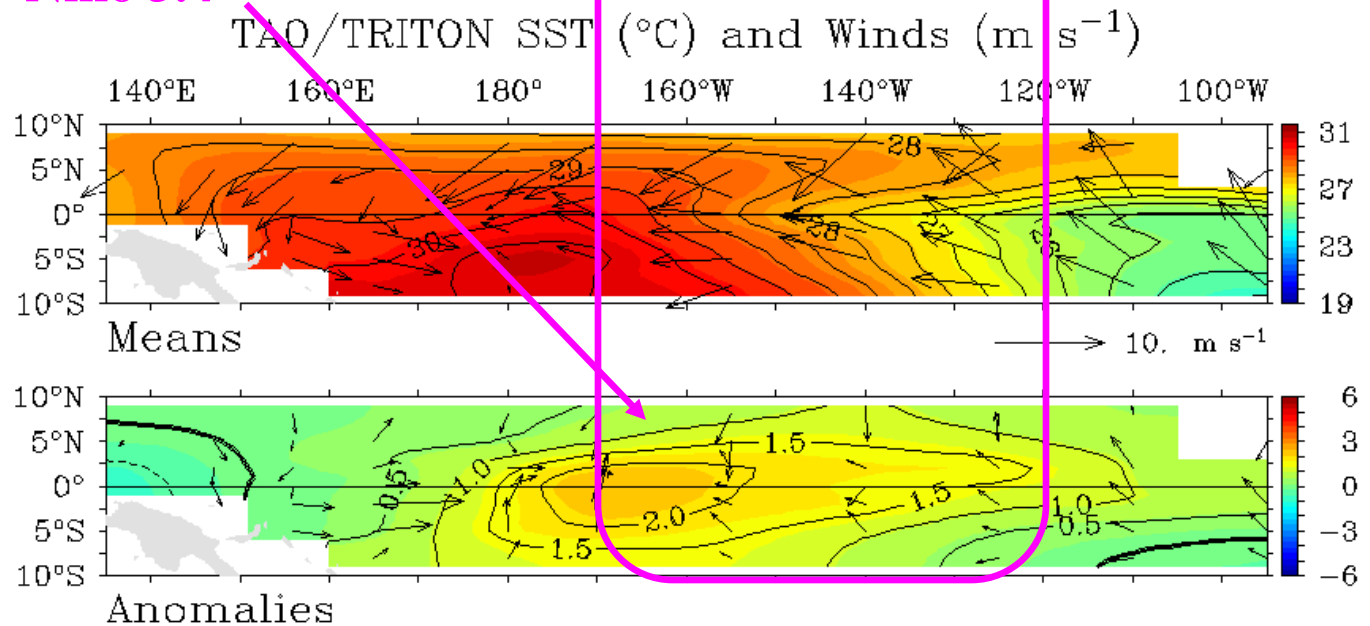 TAO/TRITON SST (°C) and Winds (m s⁻¹)
140°E 160°E 180° 160°W 140°W 120°W 100°W
10°N 31
28
5°N 29 27
0° 28
30 23
5°S
10°S 19
Means 10. m s⁻¹
10°N 6
5°N 1.5 3
0° 0.5 1.0 1.5 0
2.0 1.0
5°S 0.5 −3
1.5
10°S −6
Anomalies